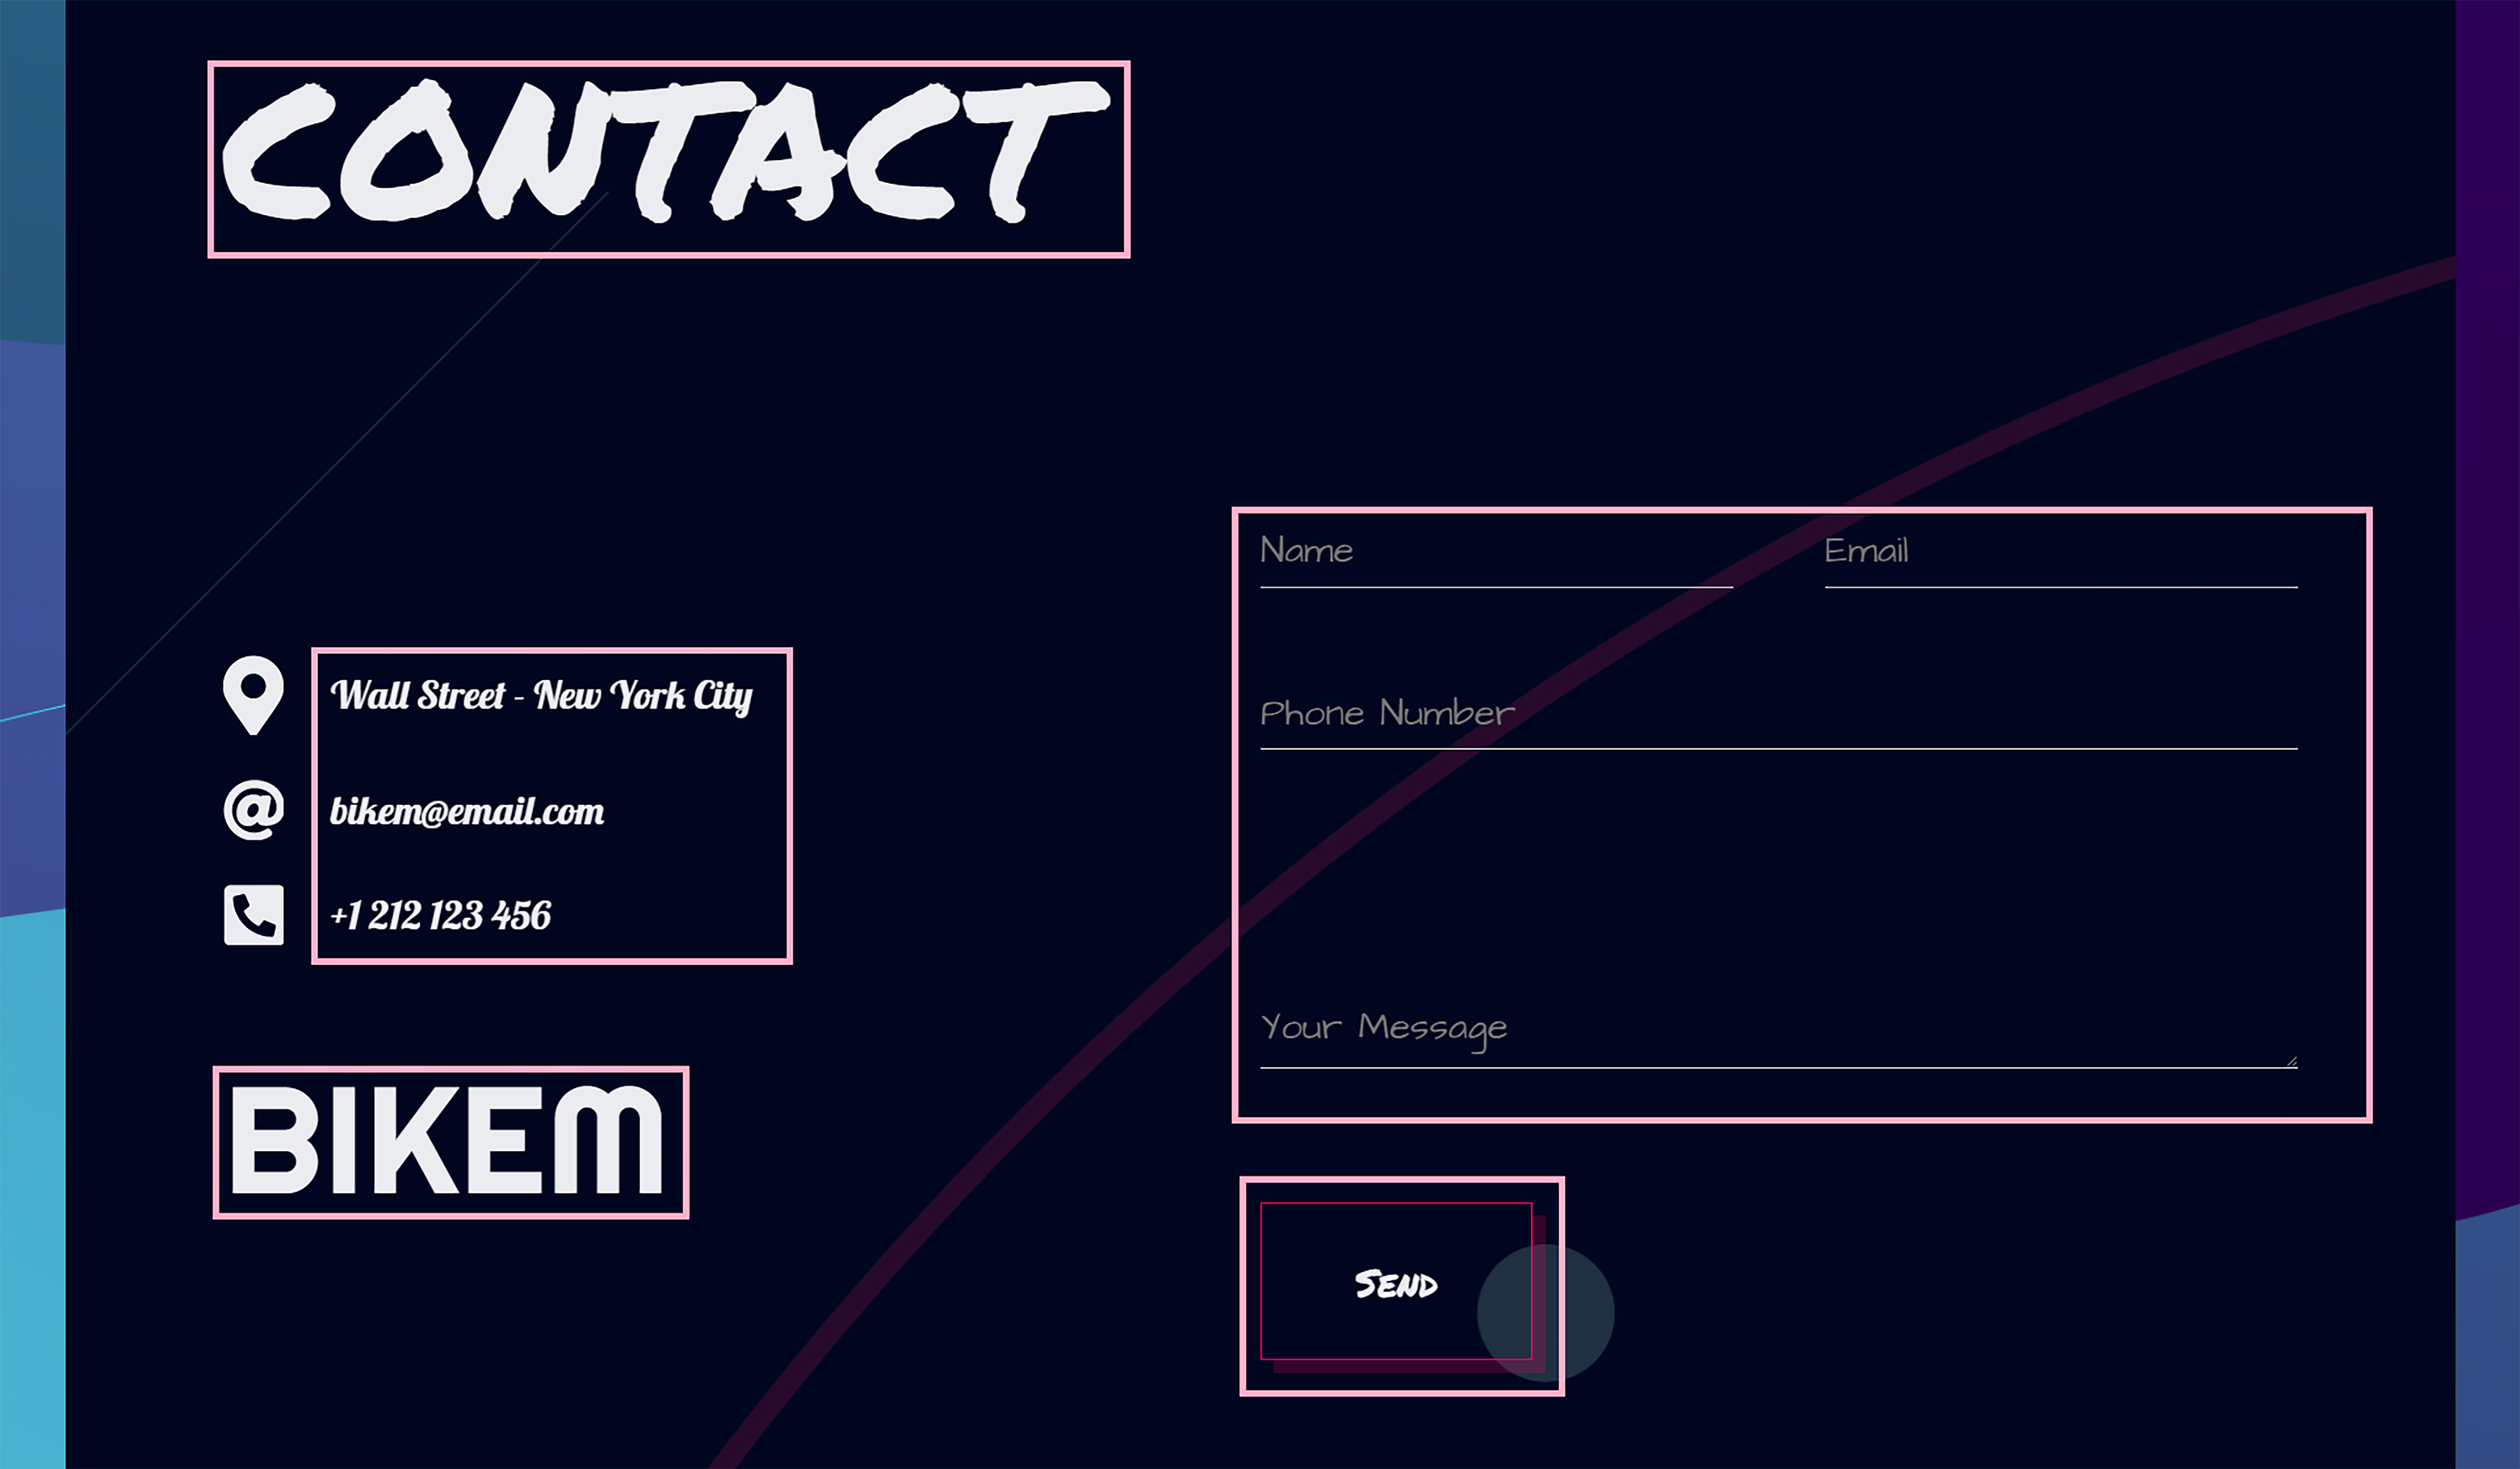 CONTACT
Wall Street - New York City
bikem@email.com
+1 212 123 456
BIKEM
Name
Email
Phone Number
Your Message
Send